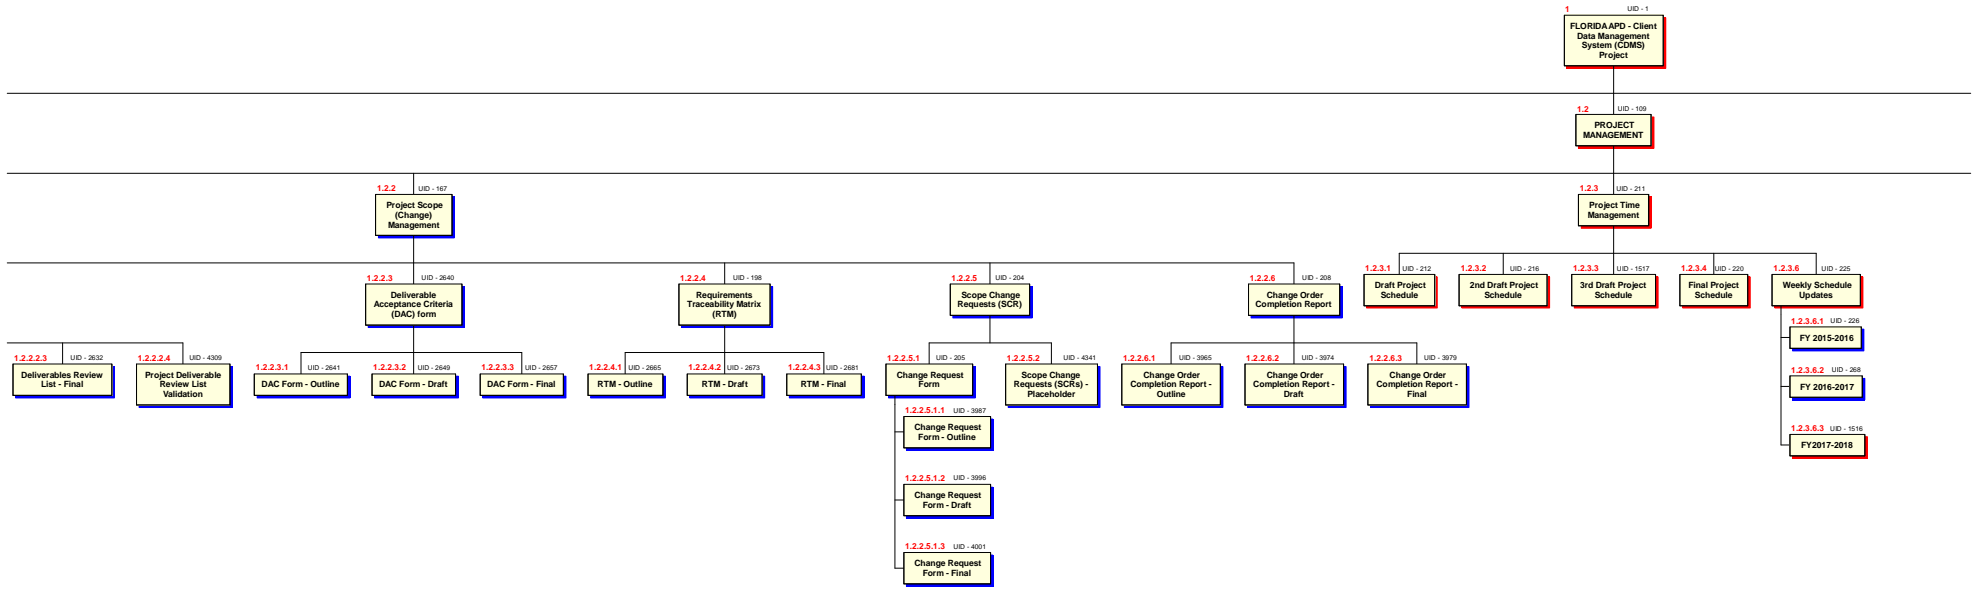 1 UID - 1
FLORIDA APD - Client
Data Management
System (CDMS)
Project
1.2 UID - 109
PROJECT
MANAGEMENT
1.2.2 UID - 167
Project Scope
(Change)
Management
1.2.3 UID - 211
Project Time
Management
1.2.2.3 UID - 2640
Deliverable
Acceptance Criteria
(DAC) form
1.2.2.4 UID - 198
Requirements
Traceability Matrix
(RTM)
1.2.2.5 UID - 204
Scope Change
Requests (SCR)
1.2.2.6 UID - 208
Change Order
Completion Report
1.2.3.1 UID - 212
Draft Project
Schedule
1.2.3.2 UID - 216
2nd Draft Project
Schedule
1.2.3.3 UID - 1517
3rd Draft Project
Schedule
1.2.3.4 UID - 220
Final Project
Schedule
1.2.3.6 UID - 225
Weekly Schedule
Updates
1.2.3.6.1 UID - 226
FY 2015-2016
1.2.3.6.2 UID - 268
FY 2016-2017
1.2.3.6.3 UID - 1516
FY2017-2018
1.2.2.2.3 UID - 2632
Deliverables Review
List - Final
1.2.2.2.4 UID - 4309
Project Deliverable
Review List
Validation
1.2.2.3.1 UID - 2641
DAC Form - Outline
1.2.2.3.2 UID - 2649
DAC Form - Draft
1.2.2.3.3 UID - 2657
DAC Form - Final
1.2.2.4.1 UID - 2665
RTM - Outline
1.2.2.4.2 UID - 2673
RTM - Draft
1.2.2.4.3 UID - 2681
RTM - Final
1.2.2.5.1 UID - 205
Change Request
Form
1.2.2.5.2 UID - 4341
Scope Change
Requests (SCRs) -
Placeholder
1.2.2.6.1 UID - 3965
Change Order
Completion Report -
Outline
1.2.2.6.2 UID - 3974
Change Order
Completion Report -
Draft
1.2.2.6.3 UID - 3979
Change Order
Completion Report -
Final
1.2.2.5.1.1 UID - 3987
Change Request
Form - Outline
1.2.2.5.1.2 UID - 3996
Change Request
Form - Draft
1.2.2.5.1.3 UID - 4001
Change Request
Form - Final